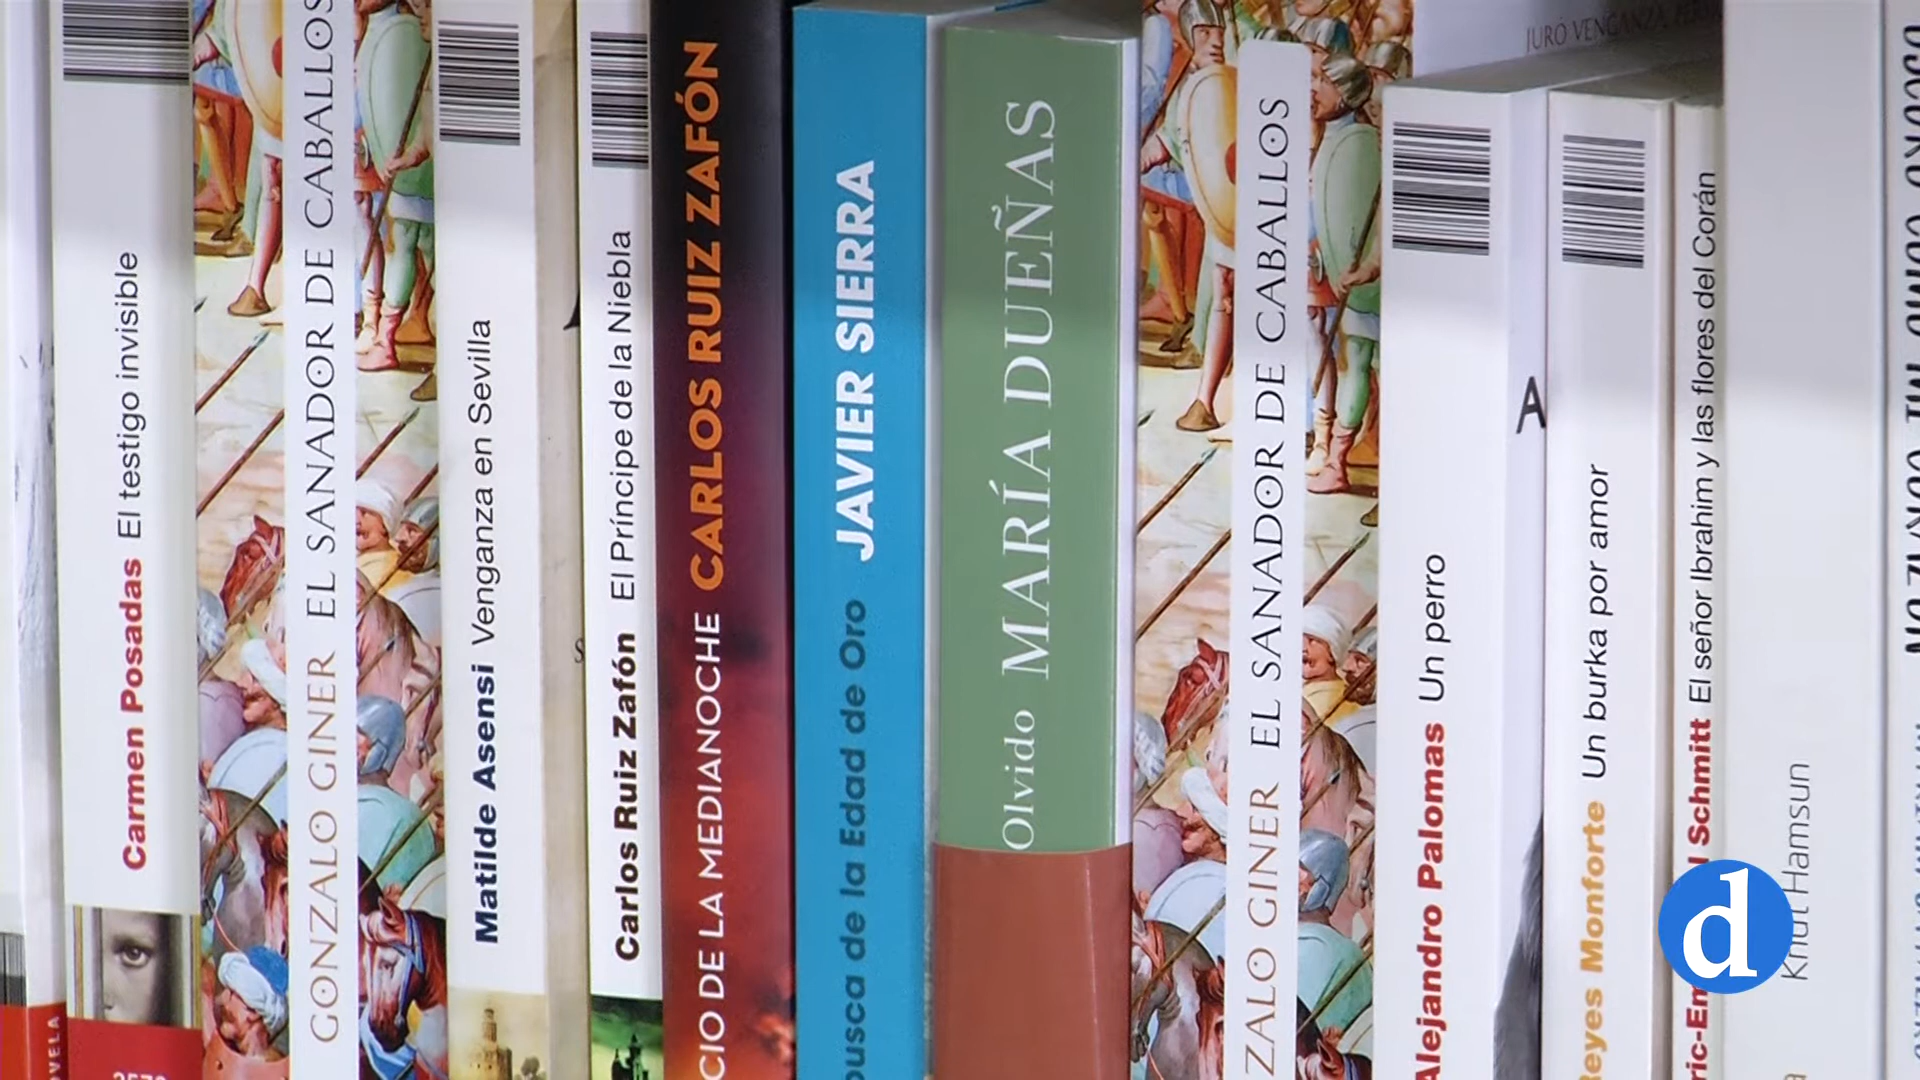 Carmen Posadas El testigo invisible
GONZALO GINER EL SANADOR DE CABALLOS
Matilde Asensi Venganza en Sevilla
Carlos Ruiz Zafón El Príncipe de la Niebla
CIO DE LA MEDIANOCHE CARLOS RUIZ ZAFÓN
busca de la Edad de Oro JAVIER SIERRA
Olvido MARÍA DUEÑAS
ZALO GINER EL SANADOR DE CABALLOS
JURÓ VENGANZA
Alejandro Palomas Un perro
A
Reyes Monforte Un burka por amor
Schmitt El señor Ibrahim y las flores del Corán
Knut Hamsun
d